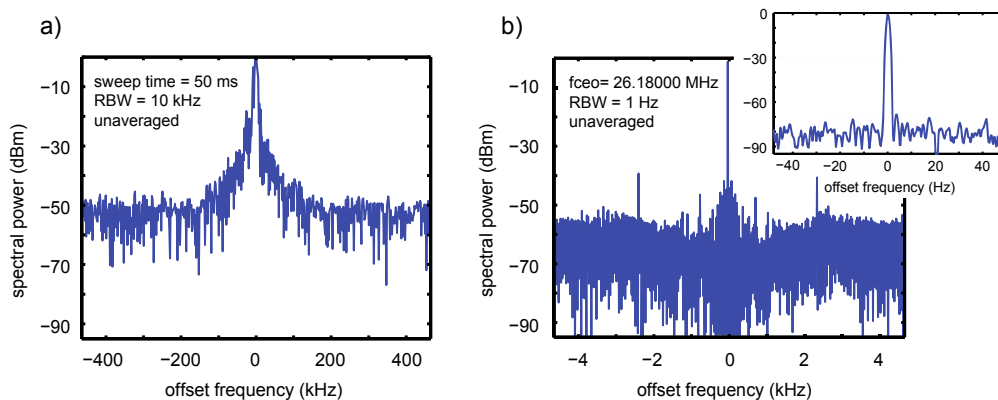 a)
sweep time = 50 ms
RBW = 10 kHz
unaveraged
−10
−30
−50
−70
−90
spectral power (dBm)
−400
−200
0
200
400
offset frequency (kHz)
b)
fceo= 26.18000 MHz
RBW = 1 Hz
unaveraged
−10
−30
−50
−70
−90
spectral power (dBm)
−4
−2
0
2
4
offset frequency (kHz)
0
−30
−60
−90
−40
−20
0
20
40
offset frequency (Hz)